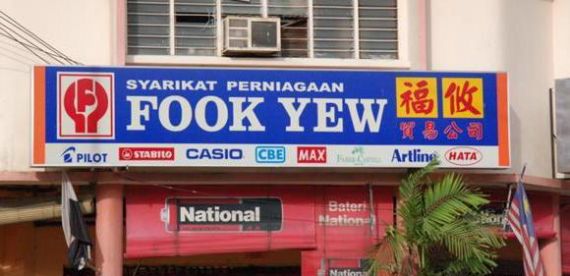 SYARIKAT PERNIAGAAN
FOOK YEW
福攸
貿易公司
PILOT
STABILO
CASIO
CBE
MAX
FABER-CASTELL
Artline
HATA
National
Bateri
National